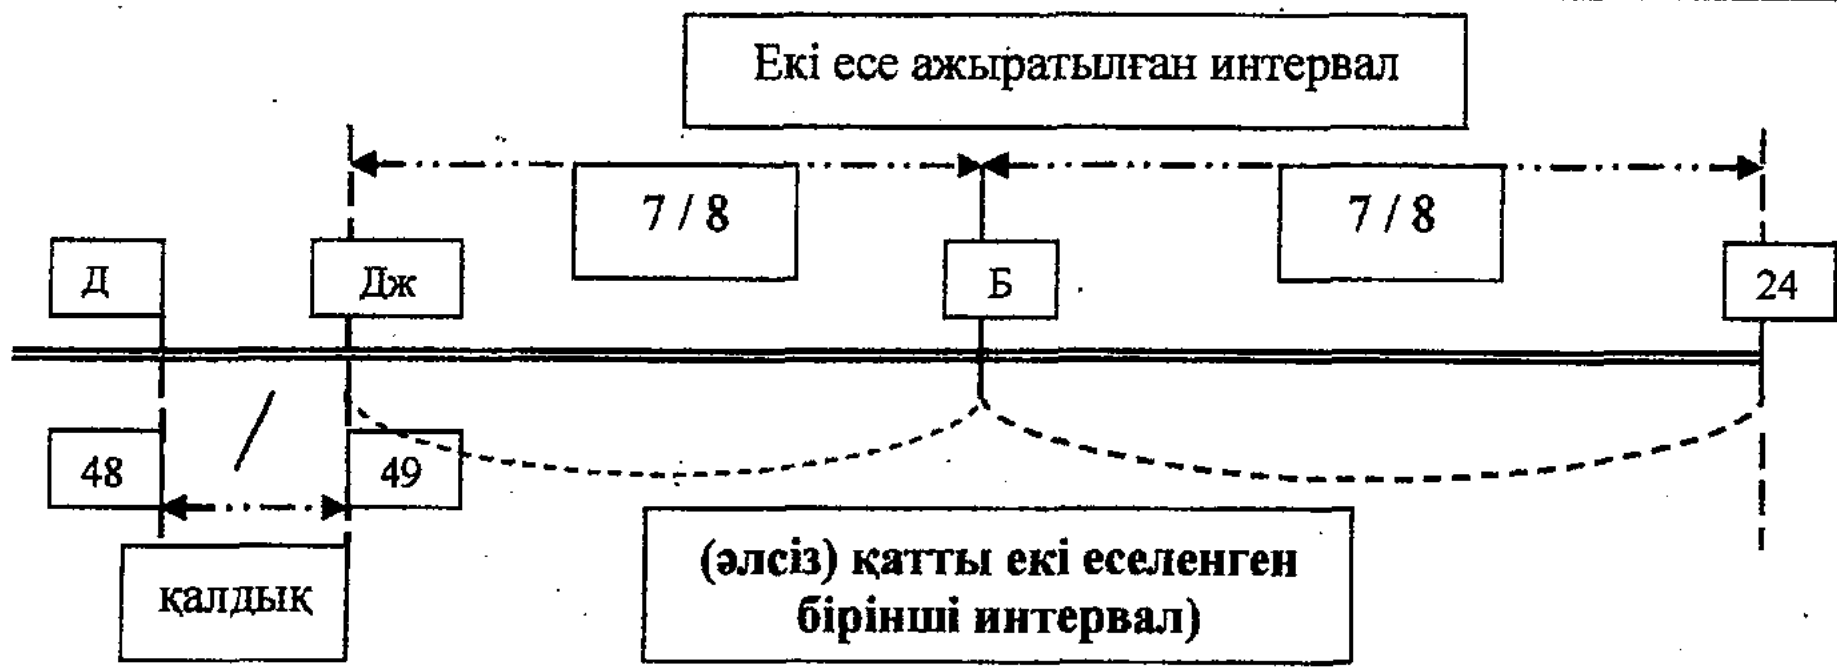 Екі есе ажыратылған интервал
7 / 8
7 / 8
Д
Дж
Б
24
48
/
49
қалдық
(әлсіз) қатты екі еселенген
бірінші интервал)